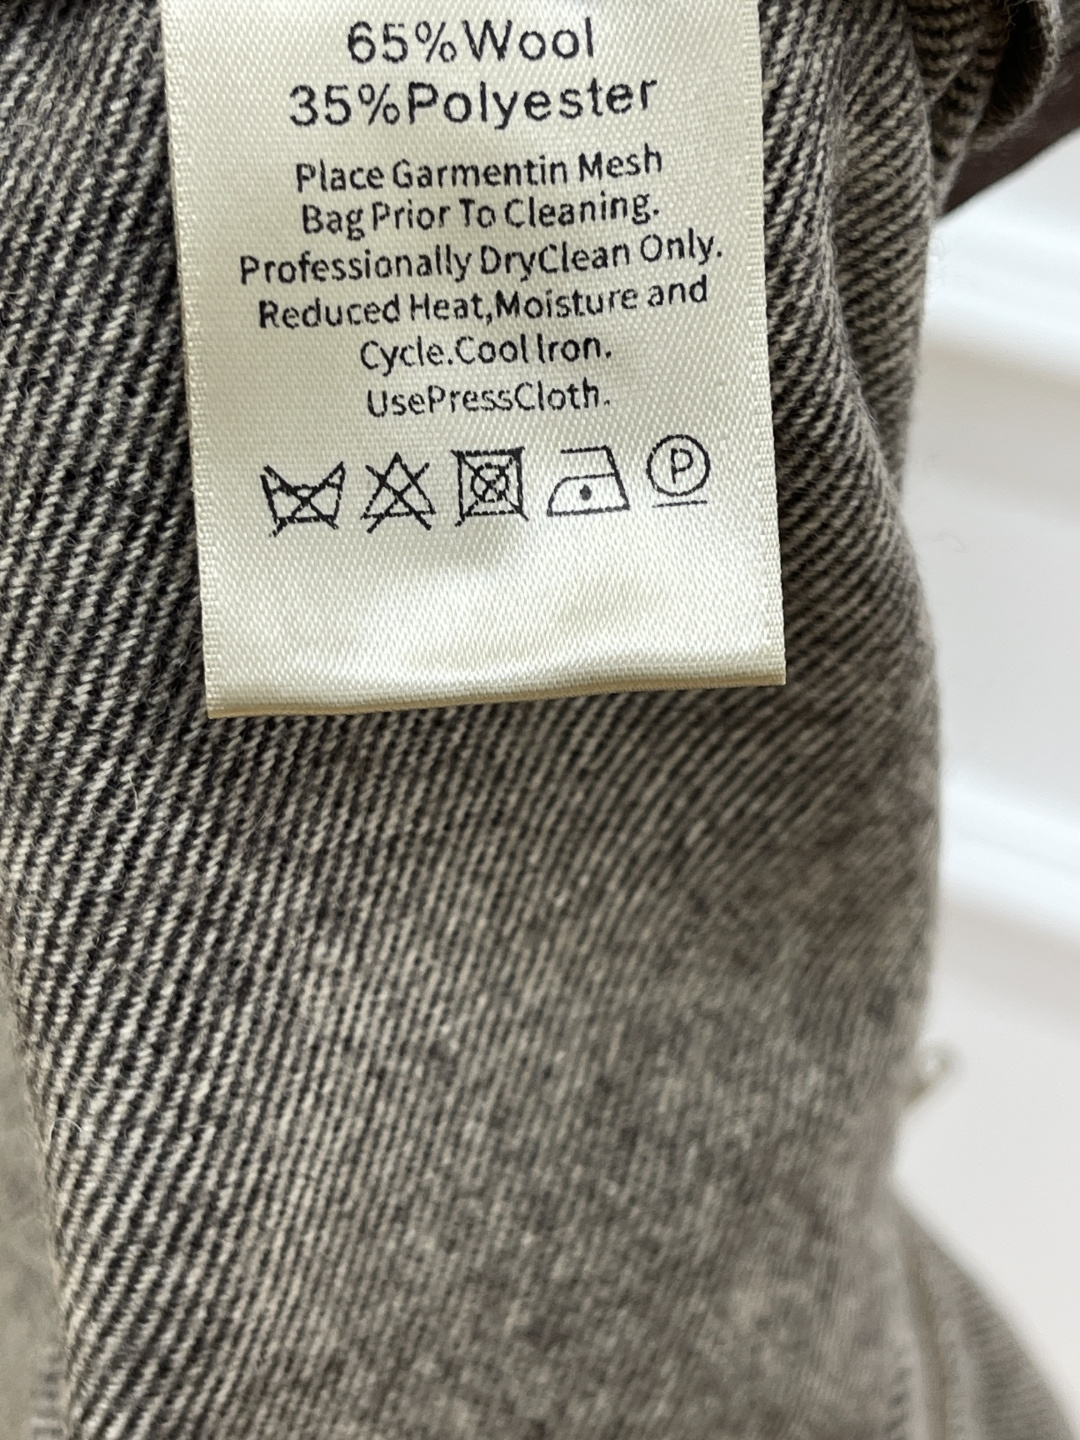 65%Wool
35%Polyester
Place Garmentin Mesh
Bag Prior To Cleaning.
Professionally DryClean Only.
Reduced Heat,Moisture and
Cycle.Cool Iron.
UsePressCloth.
P